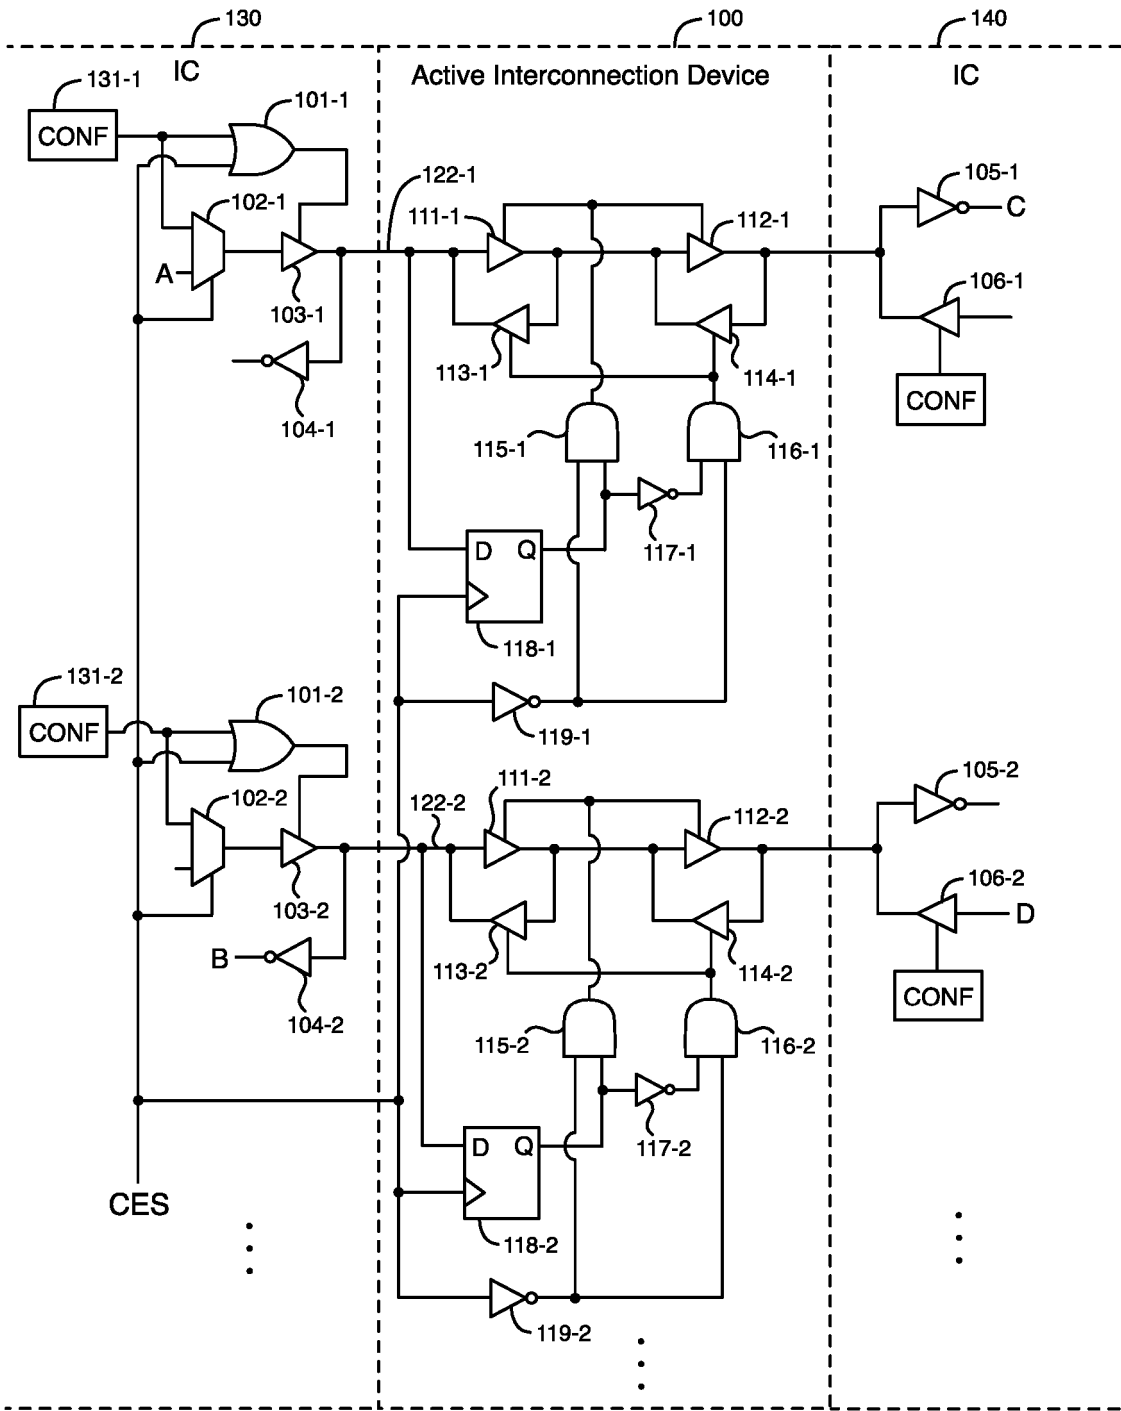 130
100
140
IC
Active Interconnection Device
IC
131-1
101-1
CONF
102-1
A
103-1
104-1
122-1
111-1
112-1
113-1
114-1
115-1
116-1
117-1
D Q
118-1
119-1
105-1
C
106-1
CONF
131-2
101-2
CONF
102-2
103-2
B
104-2
122-2
111-2
112-2
113-2
114-2
115-2
116-2
117-2
D Q
118-2
119-2
105-2
106-2
D
CONF
CES